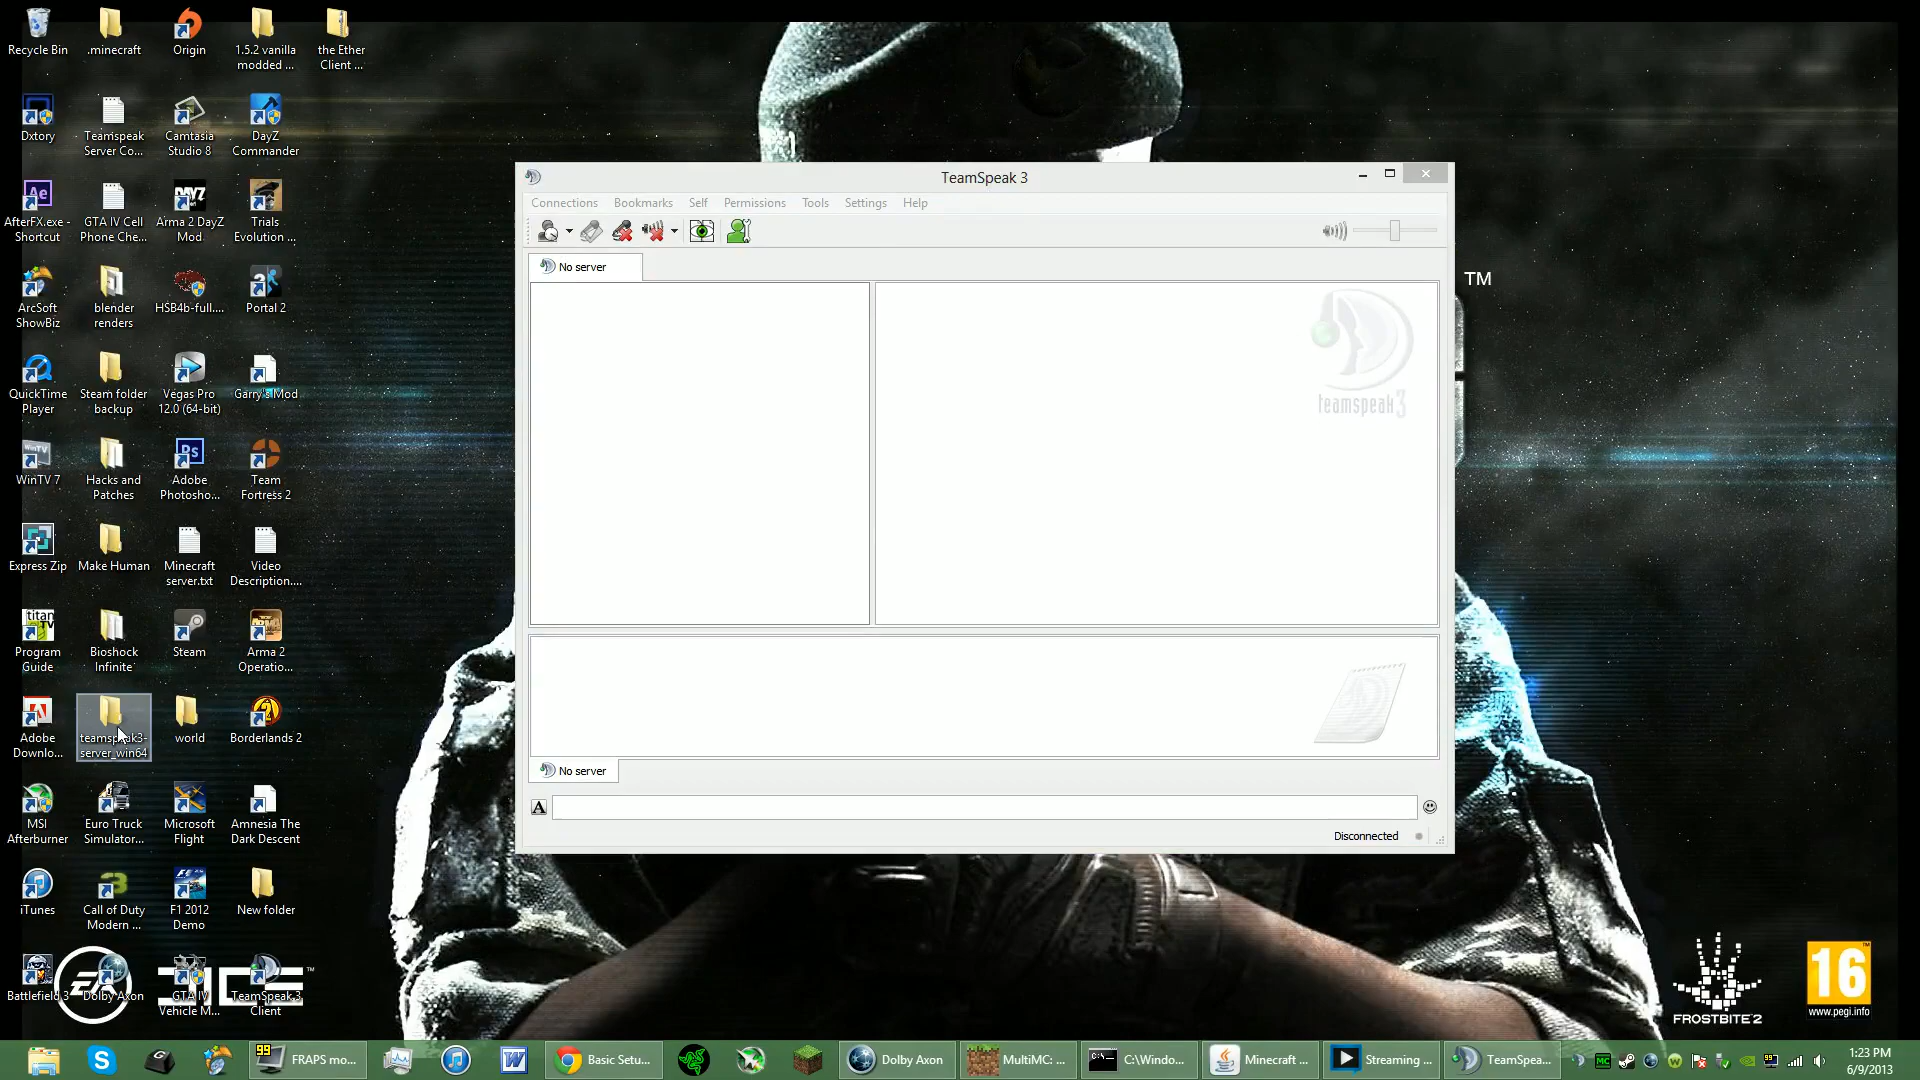 Recycle Bin
.minecraft
Origin
1.5.2 vanilla
modded ...
the Ether
Client ...
Dxtory
Teamspeak
Server Co...
Camtasia
Studio 8
DayZ
Commander
AfterFX.exe -
Shortcut
GTA IV Cell
Phone Che...
Arma 2 DayZ
Mod
Trials
Evolution ...
ArcSoft
ShowBiz
blender
renders
HSB4b-full....
Portal 2
QuickTime
Player
Steam folder
backup
Vegas Pro
12.0 (64-bit)
Garry's Mod
WinTV 7
Hacks and
Patches
Adobe
Photosho...
Team
Fortress 2
Express Zip
Make Human
Minecraft
server.txt
Video
Description....
Program
Guide
Bioshock
Infinite
Steam
Arma 2
Operatio...
Adobe
Downlo...
teamspeak3-
server_win64
world
Borderlands 2
MSI
Afterburner
Euro Truck
Simulator...
Microsoft
Flight
Amnesia The
Dark Descent
iTunes
Call of Duty
Modern ...
F1 2012
Demo
New folder
Battlefield 3
Dolby Axon
GTA IV
Vehicle M...
TeamSpeak 3
Client
TeamSpeak 3
Connections Bookmarks Self Permissions Tools Settings Help
No server
teamspeak3
No server
Disconnected
TM
EA DICE ™
FROSTBITE 2
16
www.pegi.info
FRAPS mo...
Basic Setu...
Dolby Axon
MultiMC: ...
C:\Windo...
Minecraft ...
Streaming ...
TeamSpea...
1:23 PM
6/9/2013